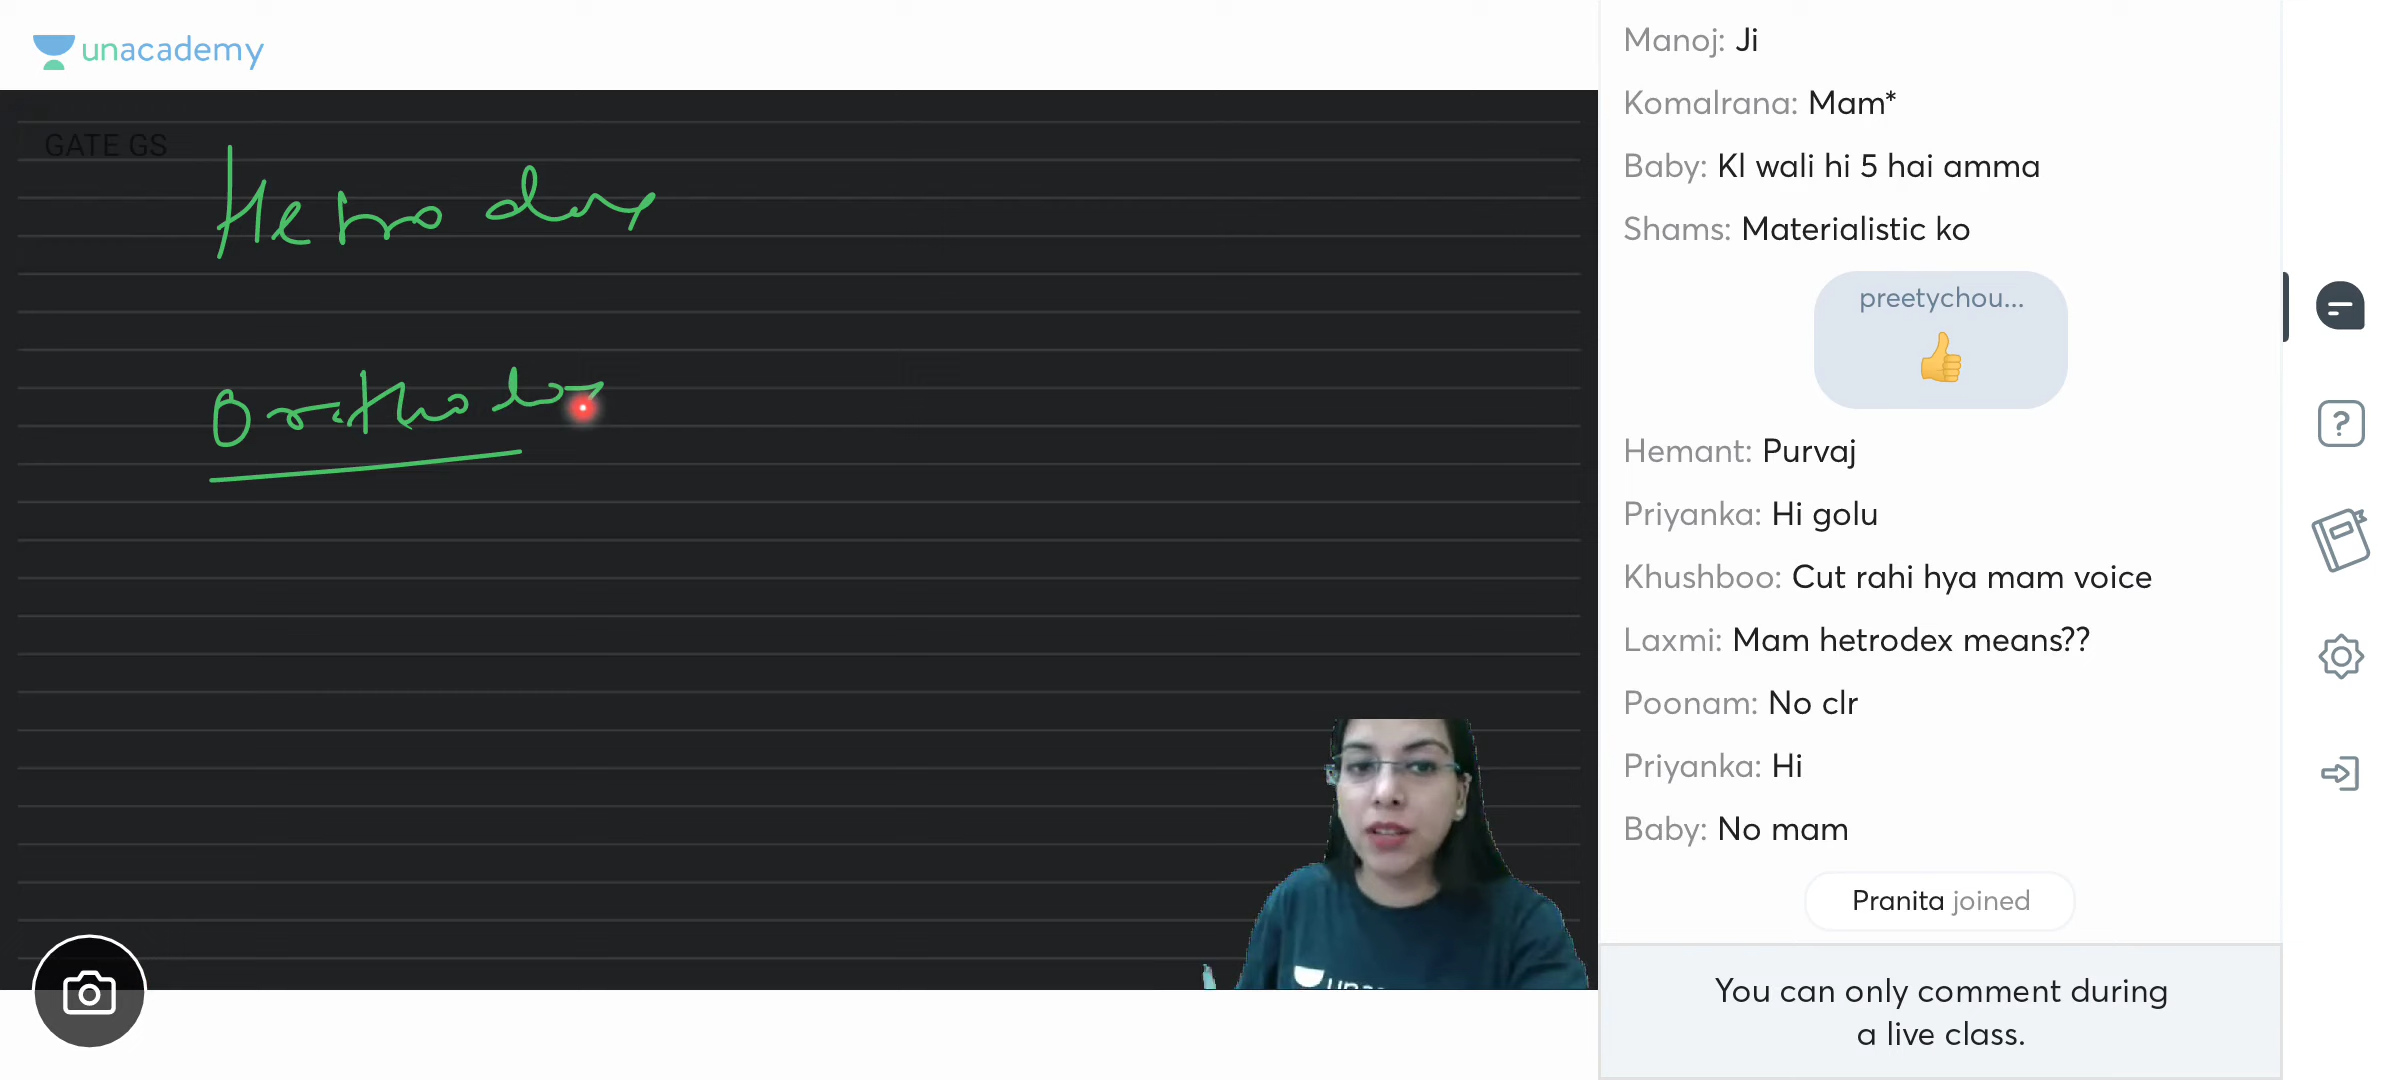 unacademy
GATE GS
Hetrodox
Orthodox
Manoj: Ji
Komalrana: Mam*
Baby: Kl wali hi 5 hai amma
Shams: Materialistic ko
preetychou...
Hemant: Purvaj
Priyanka: Hi golu
Khushboo: Cut rahi hya mam voice
Laxmi: Mam hetrodex means??
Poonam: No clr
Priyanka: Hi
Baby: No mam
Pranita joined
You can only comment during
a live class.